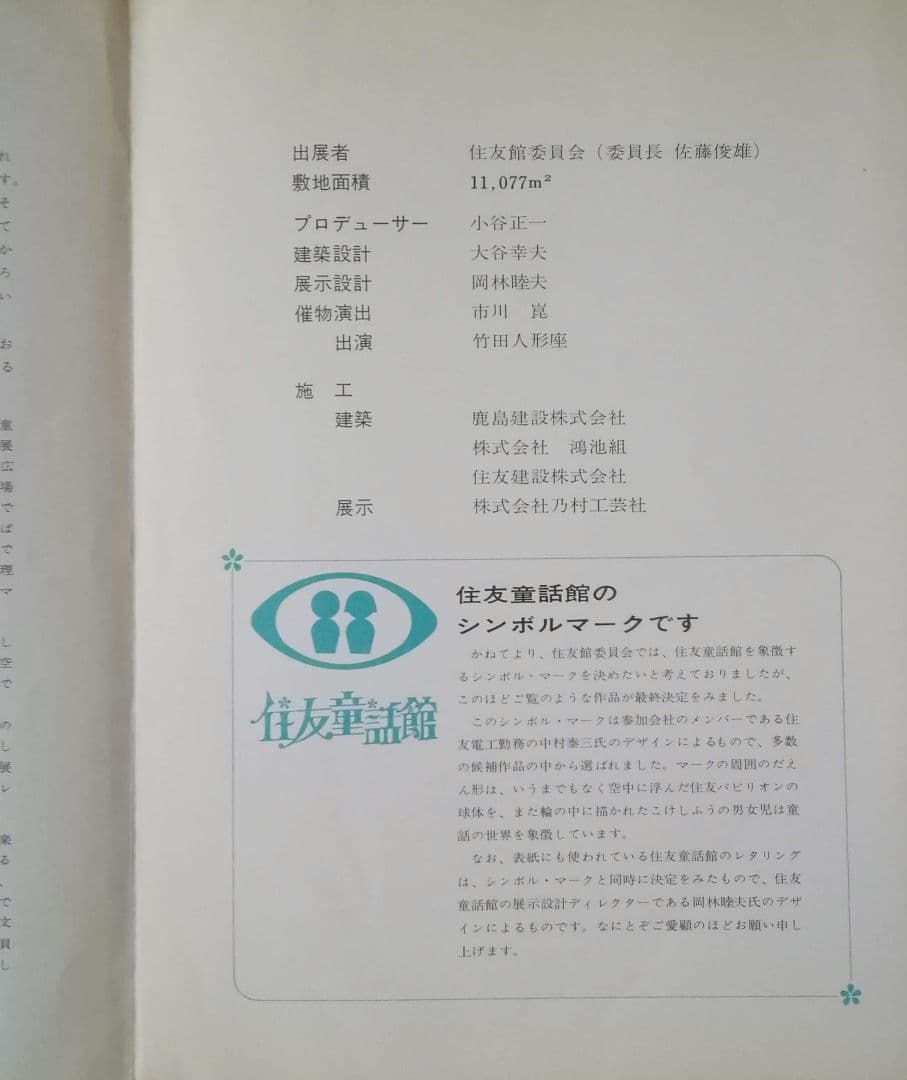 出展者 住友館委員会（委員長 佐藤俊雄）
敷地面積 11,077m²
プロデューサー 小谷正一
建築設計 大谷幸夫
展示設計 岡林睦夫
催物演出 市川 崑
出演 竹田人形座
施 工
建築 鹿島建設株式会社
株式会社 鴻池組
住友建設株式会社
展示 株式会社乃村工芸社
住友童話館
住友童話館の
シンボルマークです
かねてより、住友館委員会では、住友童話館を象徴す
るシンボル・マークを決めたいと考えておりましたが、
このほどご覧のような作品が最終決定をみました。
このシンボル・マークは参加会社のメンバーである住
友電工勤務の中村泰三氏のデザインによるもので、多数
の候補作品の中から選ばれました。マークの周囲のだえ
ん形は、いうまでもなく空中に浮んだ住友パビリオンの
球体を、また輪の中に描かれたこけしふうの男女児は童
話の世界を象徴しています。
なお、表紙にも使われている住友童話館のレタリング
は、シンボル・マークと同時に決定をみたもので、住友
童話館の展示設計ディレクターである岡林睦夫氏のデザ
インによるものです。なにとぞご愛顧のほどお願い申し
上げます。